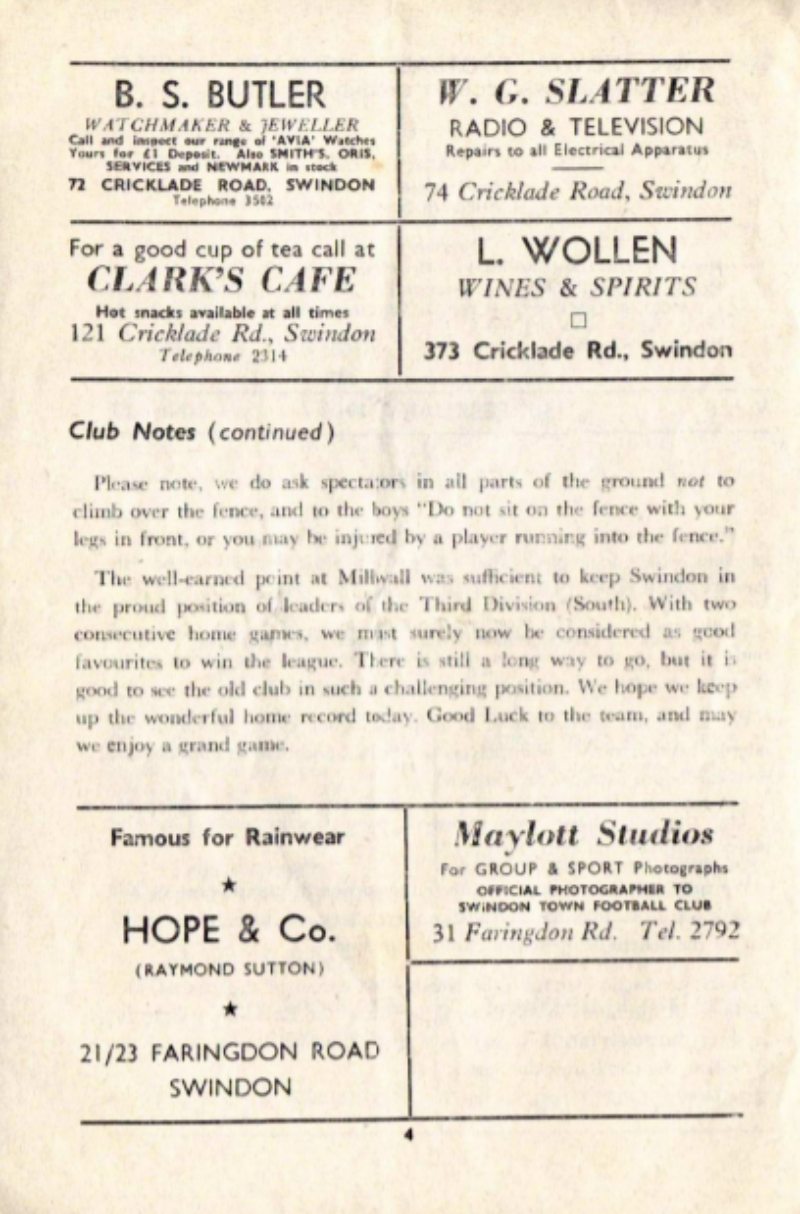 B. S. BUTLER
WATCHMAKER & JEWELLER
Call and inspect our range of 'AVIA' Watches
Yours for £1 Deposit. Also SMITH'S, ORIS,
SERVICES and NEWMARK in stock
72 CRICKLADE ROAD, SWINDON
Telephone 3502
W. G. SLATTER
RADIO & TELEVISION
Repairs to all Electrical Apparatus
74 Cricklade Road, Swindon
For a good cup of tea call at
CLARK'S CAFE
Hot snacks available at all times
121 Cricklade Rd., Swindon
Telephone 2314
L. WOLLEN
WINES & SPIRITS
373 Cricklade Rd., Swindon
Club Notes (continued)
Please note, we do ask spectators in all parts of the ground not to
climb over the fence, and to the boys "Do not sit on the fence with your
legs in front, or you may be injured by a player running into the fence."
The well-earned point at Millwall was sufficient to keep Swindon in
the proud position of leaders of the Third Division (South). With two
consecutive home games, we must surely now be considered as good
favourites to win the league. There is still a long way to go, but it is
good to see the old club in such a challenging position. We hope we keep
up the wonderful home record today. Good Luck to the team, and may
we enjoy a grand game.
Famous for Rainwear
★
HOPE & Co.
(RAYMOND SUTTON)
★
21/23 FARINGDON ROAD
SWINDON
Maylott Studios
For GROUP & SPORT Photographs
OFFICIAL PHOTOGRAPHER TO
SWINDON TOWN FOOTBALL CLUB
31 Faringdon Rd. Tel. 2792
4